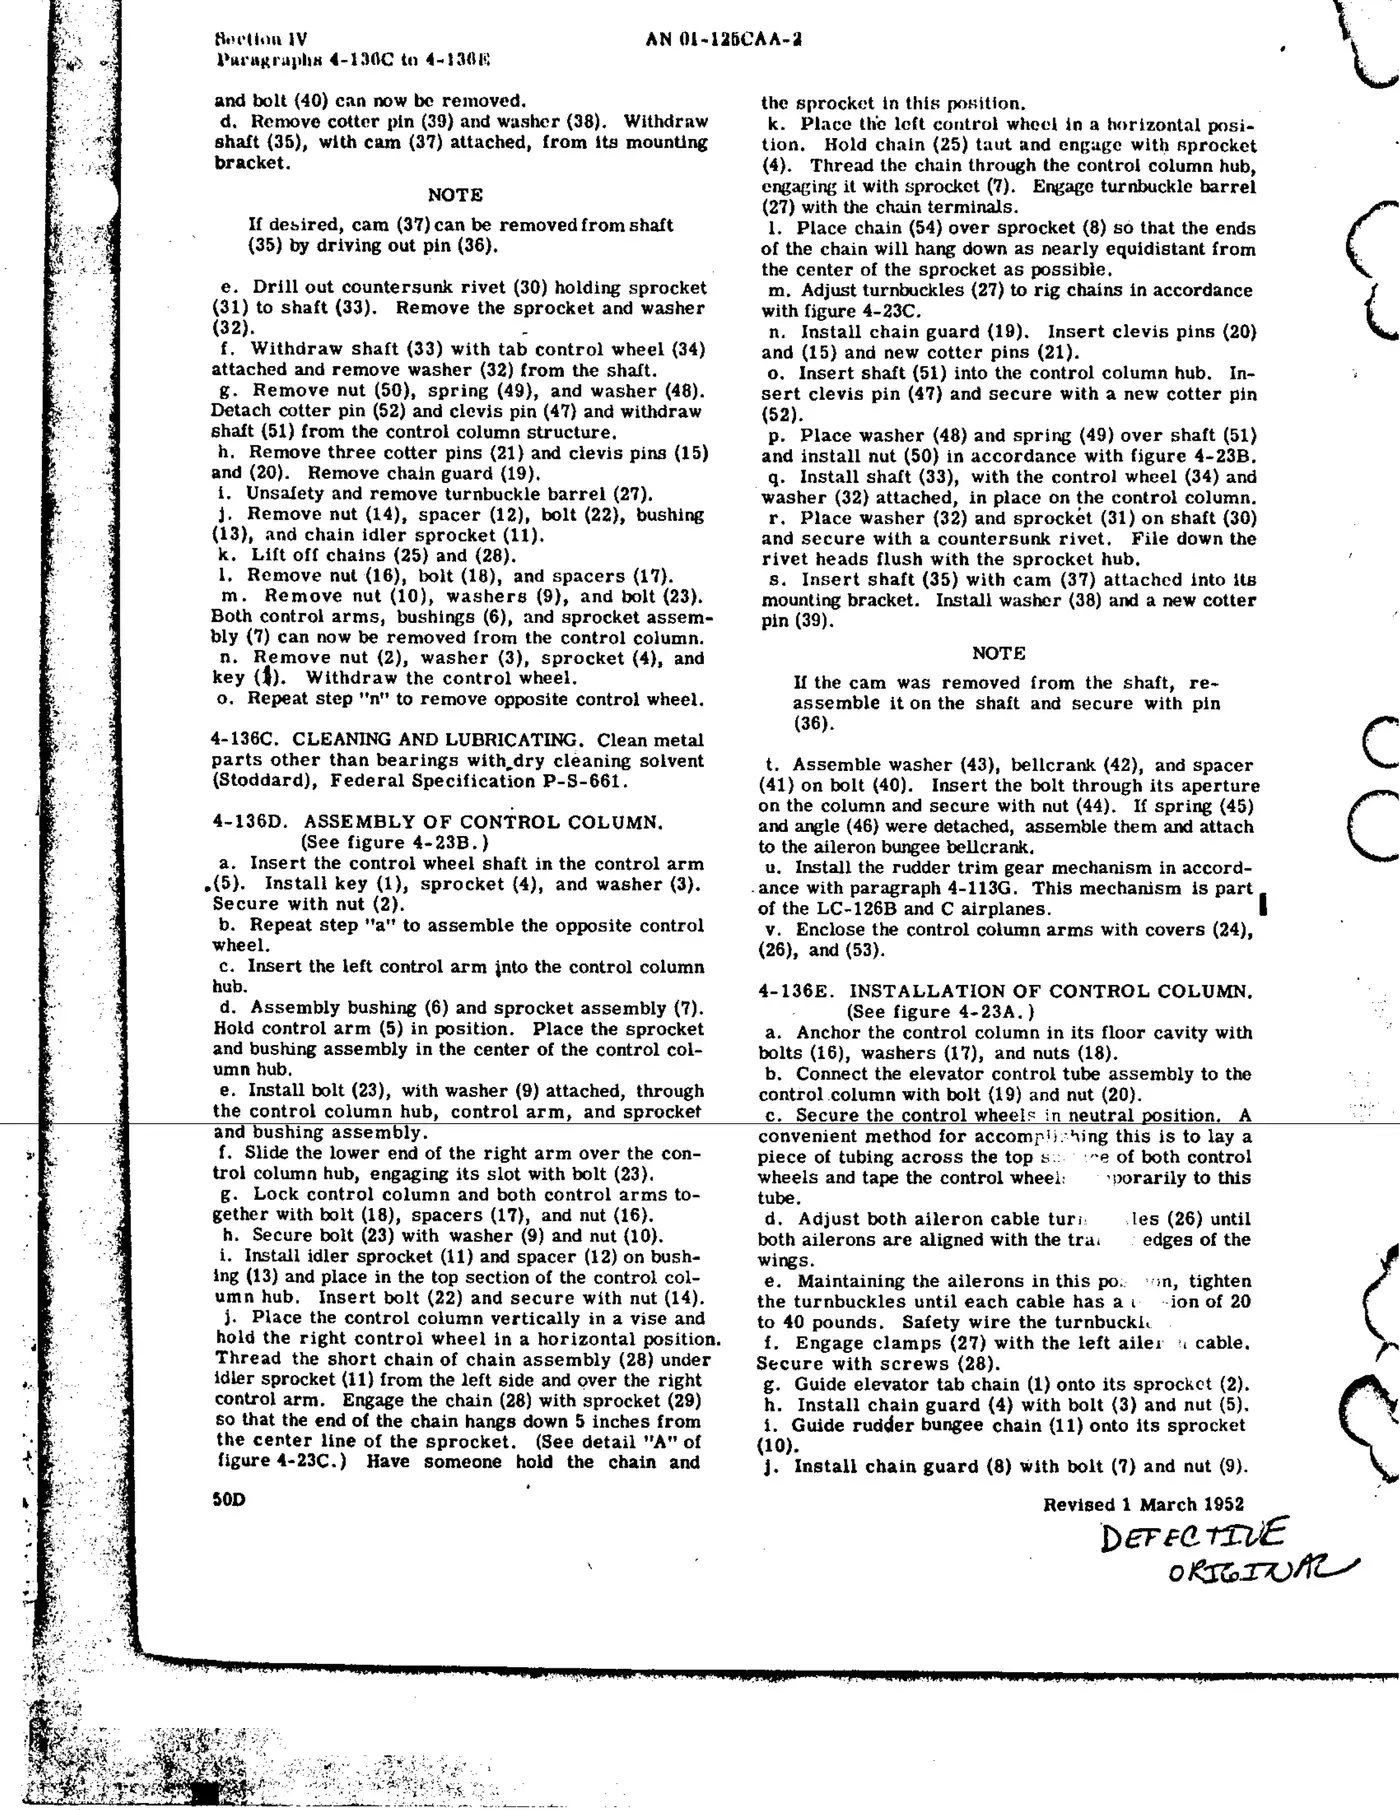 Section IV
Paragraphs 4-136C to 4-136E
AN 01-125CAA-2
and bolt (40) can now be removed.
d. Remove cotter pin (39) and washer (38). Withdraw
shaft (35), with cam (37) attached, from its mounting
bracket.
NOTE
If desired, cam (37) can be removed from shaft
(35) by driving out pin (36).
e. Drill out countersunk rivet (30) holding sprocket
(31) to shaft (33). Remove the sprocket and washer
(32).
f. Withdraw shaft (33) with tab control wheel (34)
attached and remove washer (32) from the shaft.
g. Remove nut (50), spring (49), and washer (48).
Detach cotter pin (52) and clevis pin (47) and withdraw
shaft (51) from the control column structure.
h. Remove three cotter pins (21) and clevis pins (15)
and (20). Remove chain guard (19).
i. Unsafety and remove turnbuckle barrel (27).
j. Remove nut (14), spacer (12), bolt (22), bushing
(13), and chain idler sprocket (11).
k. Lift off chains (25) and (28).
l. Remove nut (16), bolt (18), and spacers (17).
m. Remove nut (10), washers (9), and bolt (23).
Both control arms, bushings (6), and sprocket assem-
bly (7) can now be removed from the control column.
n. Remove nut (2), washer (3), sprocket (4), and
key (1). Withdraw the control wheel.
o. Repeat step "n" to remove opposite control wheel.
4-136C. CLEANING AND LUBRICATING. Clean metal
parts other than bearings with dry cleaning solvent
(Stoddard), Federal Specification P-S-661.
4-136D. ASSEMBLY OF CONTROL COLUMN.
(See figure 4-23B.)
a. Insert the control wheel shaft in the control arm
(5). Install key (1), sprocket (4), and washer (3).
Secure with nut (2).
b. Repeat step "a" to assemble the opposite control
wheel.
c. Insert the left control arm into the control column
hub.
d. Assembly bushing (6) and sprocket assembly (7).
Hold control arm (5) in position. Place the sprocket
and bushing assembly in the center of the control col-
umn hub.
e. Install bolt (23), with washer (9) attached, through
the control column hub, control arm, and sprocket
and bushing assembly.
f. Slide the lower end of the right arm over the con-
trol column hub, engaging its slot with bolt (23).
g. Lock control column and both control arms to-
gether with bolt (18), spacers (17), and nut (16).
h. Secure bolt (23) with washer (9) and nut (10).
i. Install idler sprocket (11) and spacer (12) on bush-
ing (13) and place in the top section of the control col-
umn hub. Insert bolt (22) and secure with nut (14).
j. Place the control column vertically in a vise and
hold the right control wheel in a horizontal position.
Thread the short chain of chain assembly (28) under
idler sprocket (11) from the left side and over the right
control arm. Engage the chain (28) with sprocket (29)
so that the end of the chain hangs down 5 inches from
the center line of the sprocket. (See detail "A" of
figure 4-23C.) Have someone hold the chain and
50D
the sprocket in this position.
k. Place the left control wheel in a horizontal posi-
tion. Hold chain (25) taut and engage with sprocket
(4). Thread the chain through the control column hub,
engaging it with sprocket (7). Engage turnbuckle barrel
(27) with the chain terminals.
l. Place chain (54) over sprocket (8) so that the ends
of the chain will hang down as nearly equidistant from
the center of the sprocket as possible.
m. Adjust turnbuckles (27) to rig chains in accordance
with figure 4-23C.
n. Install chain guard (19). Insert clevis pins (20)
and (15) and new cotter pins (21).
o. Insert shaft (51) into the control column hub. In-
sert clevis pin (47) and secure with a new cotter pin
(52).
p. Place washer (48) and spring (49) over shaft (51)
and install nut (50) in accordance with figure 4-23B.
q. Install shaft (33), with the control wheel (34) and
washer (32) attached, in place on the control column.
r. Place washer (32) and sprocket (31) on shaft (30)
and secure with a countersunk rivet. File down the
rivet heads flush with the sprocket hub.
s. Insert shaft (35) with cam (37) attached into its
mounting bracket. Install washer (38) and a new cotter
pin (39).
NOTE
If the cam was removed from the shaft, re-
assemble it on the shaft and secure with pin
(36).
t. Assemble washer (43), bellcrank (42), and spacer
(41) on bolt (40). Insert the bolt through its aperture
on the column and secure with nut (44). If spring (45)
and angle (46) were detached, assemble them and attach
to the aileron bungee bellcrank.
u. Install the rudder trim gear mechanism in accord-
ance with paragraph 4-113G. This mechanism is part
of the LC-126B and C airplanes.
v. Enclose the control column arms with covers (24),
(26), and (53).
4-136E. INSTALLATION OF CONTROL COLUMN.
(See figure 4-23A.)
a. Anchor the control column in its floor cavity with
bolts (16), washers (17), and nuts (18).
b. Connect the elevator control tube assembly to the
control column with bolt (19) and nut (20).
c. Secure the control wheels in neutral position. A
convenient method for accomplishing this is to lay a
piece of tubing across the top of both control
wheels and tape the control this
tube.
d. Adjust both aileron cable (26) until
both ailerons are aligned with the edges of the
wings.
e. Maintaining the ailerons in this tighten
the turnbuckles until each cable has a of 20
to 40 pounds. Safety wire the
f. Engage clamps (27) with the left cable.
Secure with screws (28).
g. Guide elevator tab chain (1) onto its sprocket (2).
h. Install chain guard (4) with bolt (3) and nut (5).
i. Guide rudder bungee chain (11) onto its sprocket
(10).
j. Install chain guard (8) with bolt (7) and nut (9).
Revised 1 March 1952
DEFECTIVE
ORIGINAL